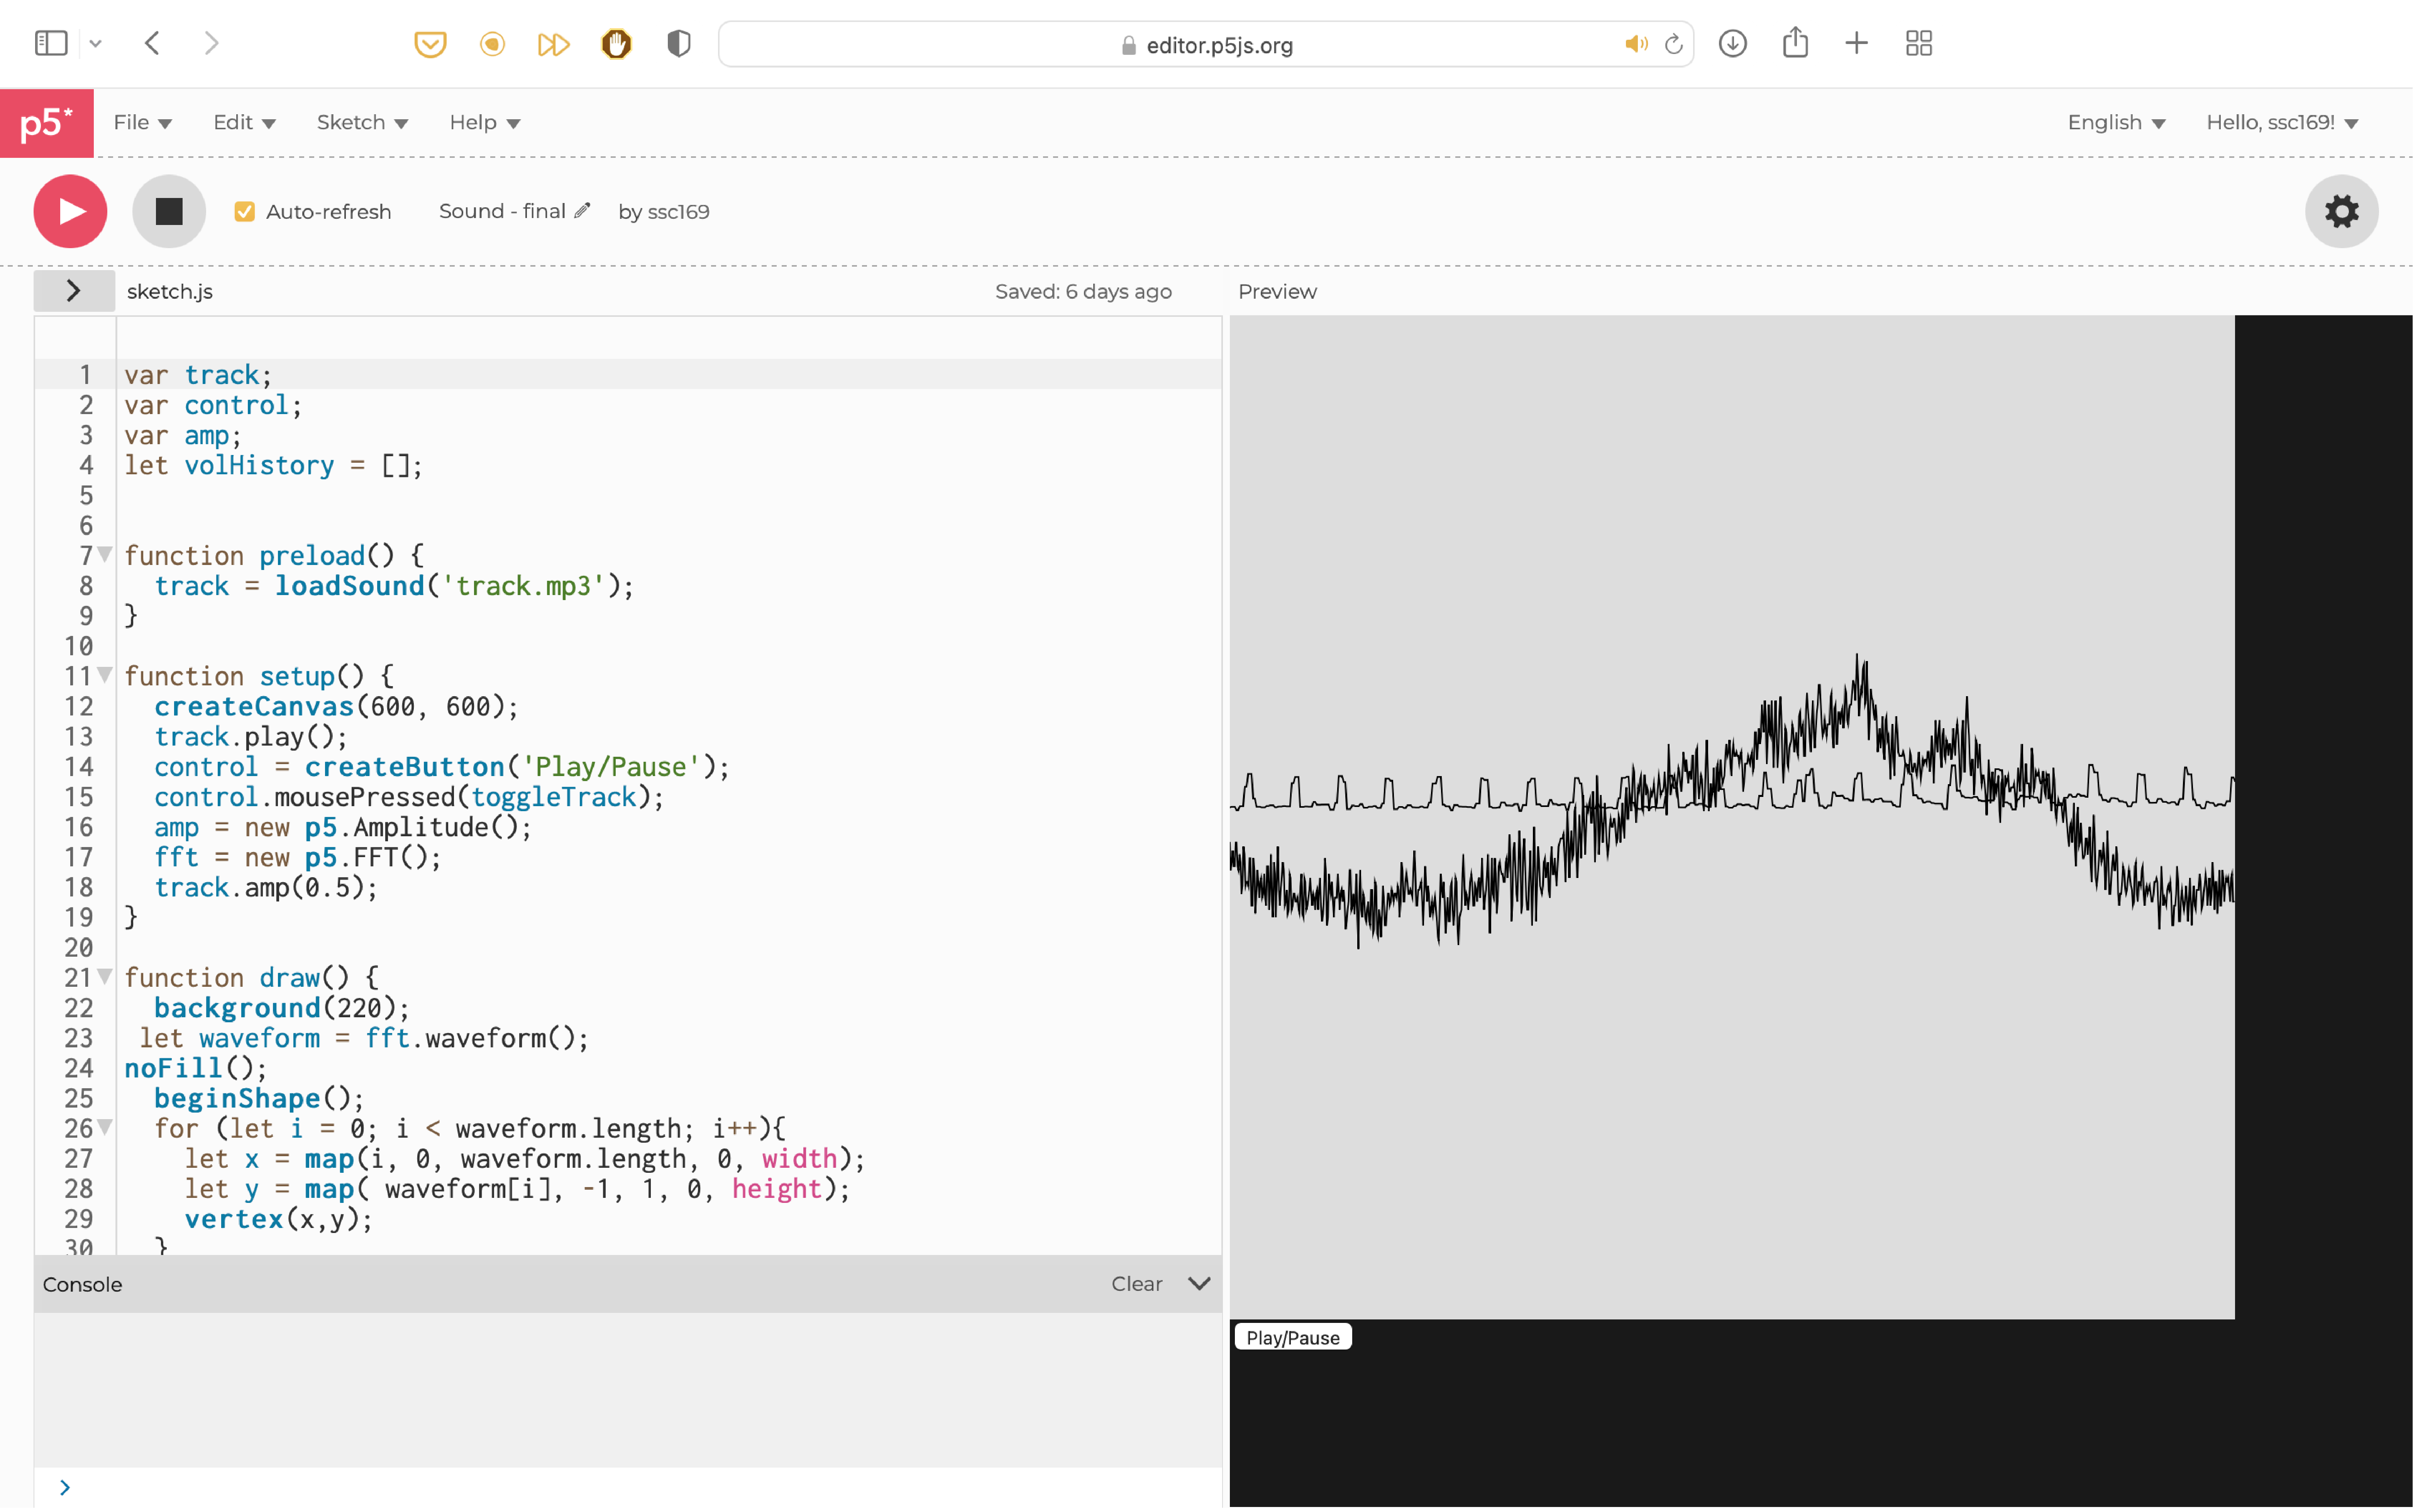 editor.p5js.org
p5* File Edit Sketch Help English Hello, ssc169!
Auto-refresh Sound - final by ssc169
sketch.js Saved: 6 days ago Preview
1 var track;
2 var control;
3 var amp;
4 let volHistory = [];
5
6
7 function preload() {
8   track = loadSound('track.mp3');
9 }
10
11 function setup() {
12   createCanvas(600, 600);
13   track.play();
14   control = createButton('Play/Pause');
15   control.mousePressed(toggleTrack);
16   amp = new p5.Amplitude();
17   fft = new p5.FFT();
18   track.amp(0.5);
19 }
20
21 function draw() {
22   background(220);
23  let waveform = fft.waveform();
24 noFill();
25   beginShape();
26   for (let i = 0; i < waveform.length; i++){
27     let x = map(i, 0, waveform.length, 0, width);
28     let y = map( waveform[i], -1, 1, 0, height);
29     vertex(x,y);
30   }
Console Clear
Play/Pause